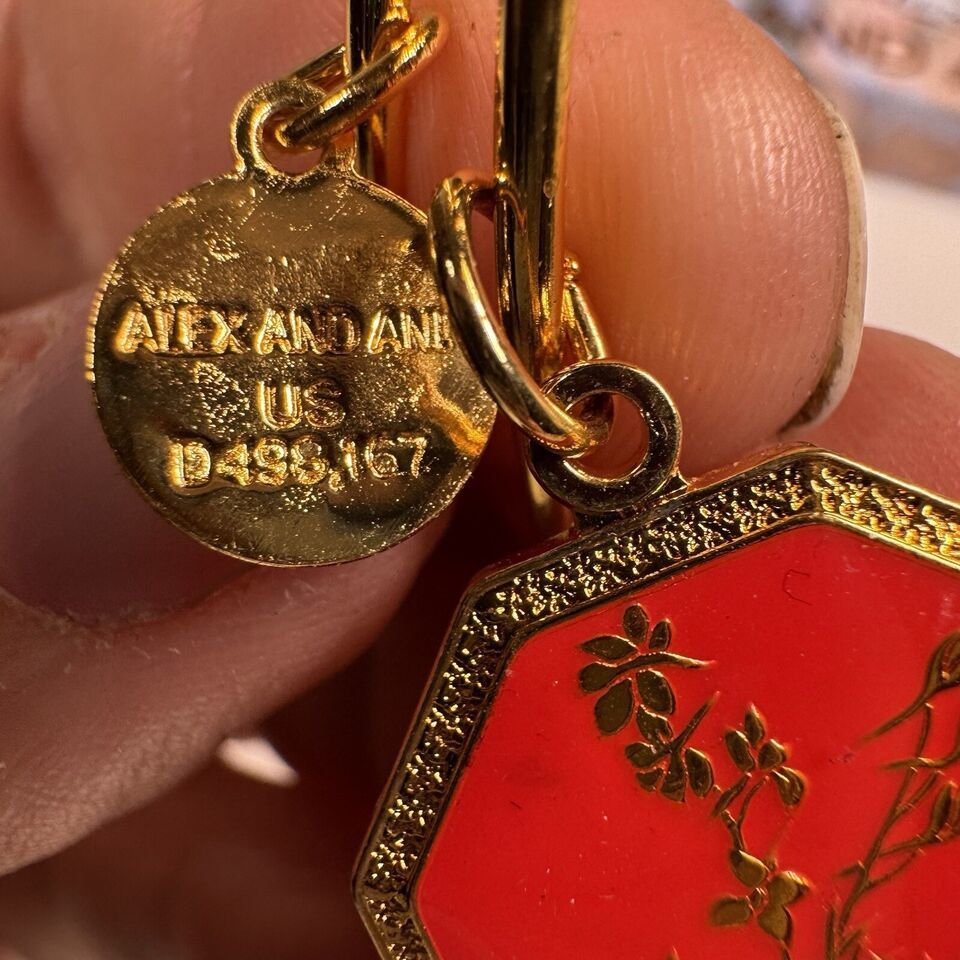 ALEX AND ANI
US
D498,167